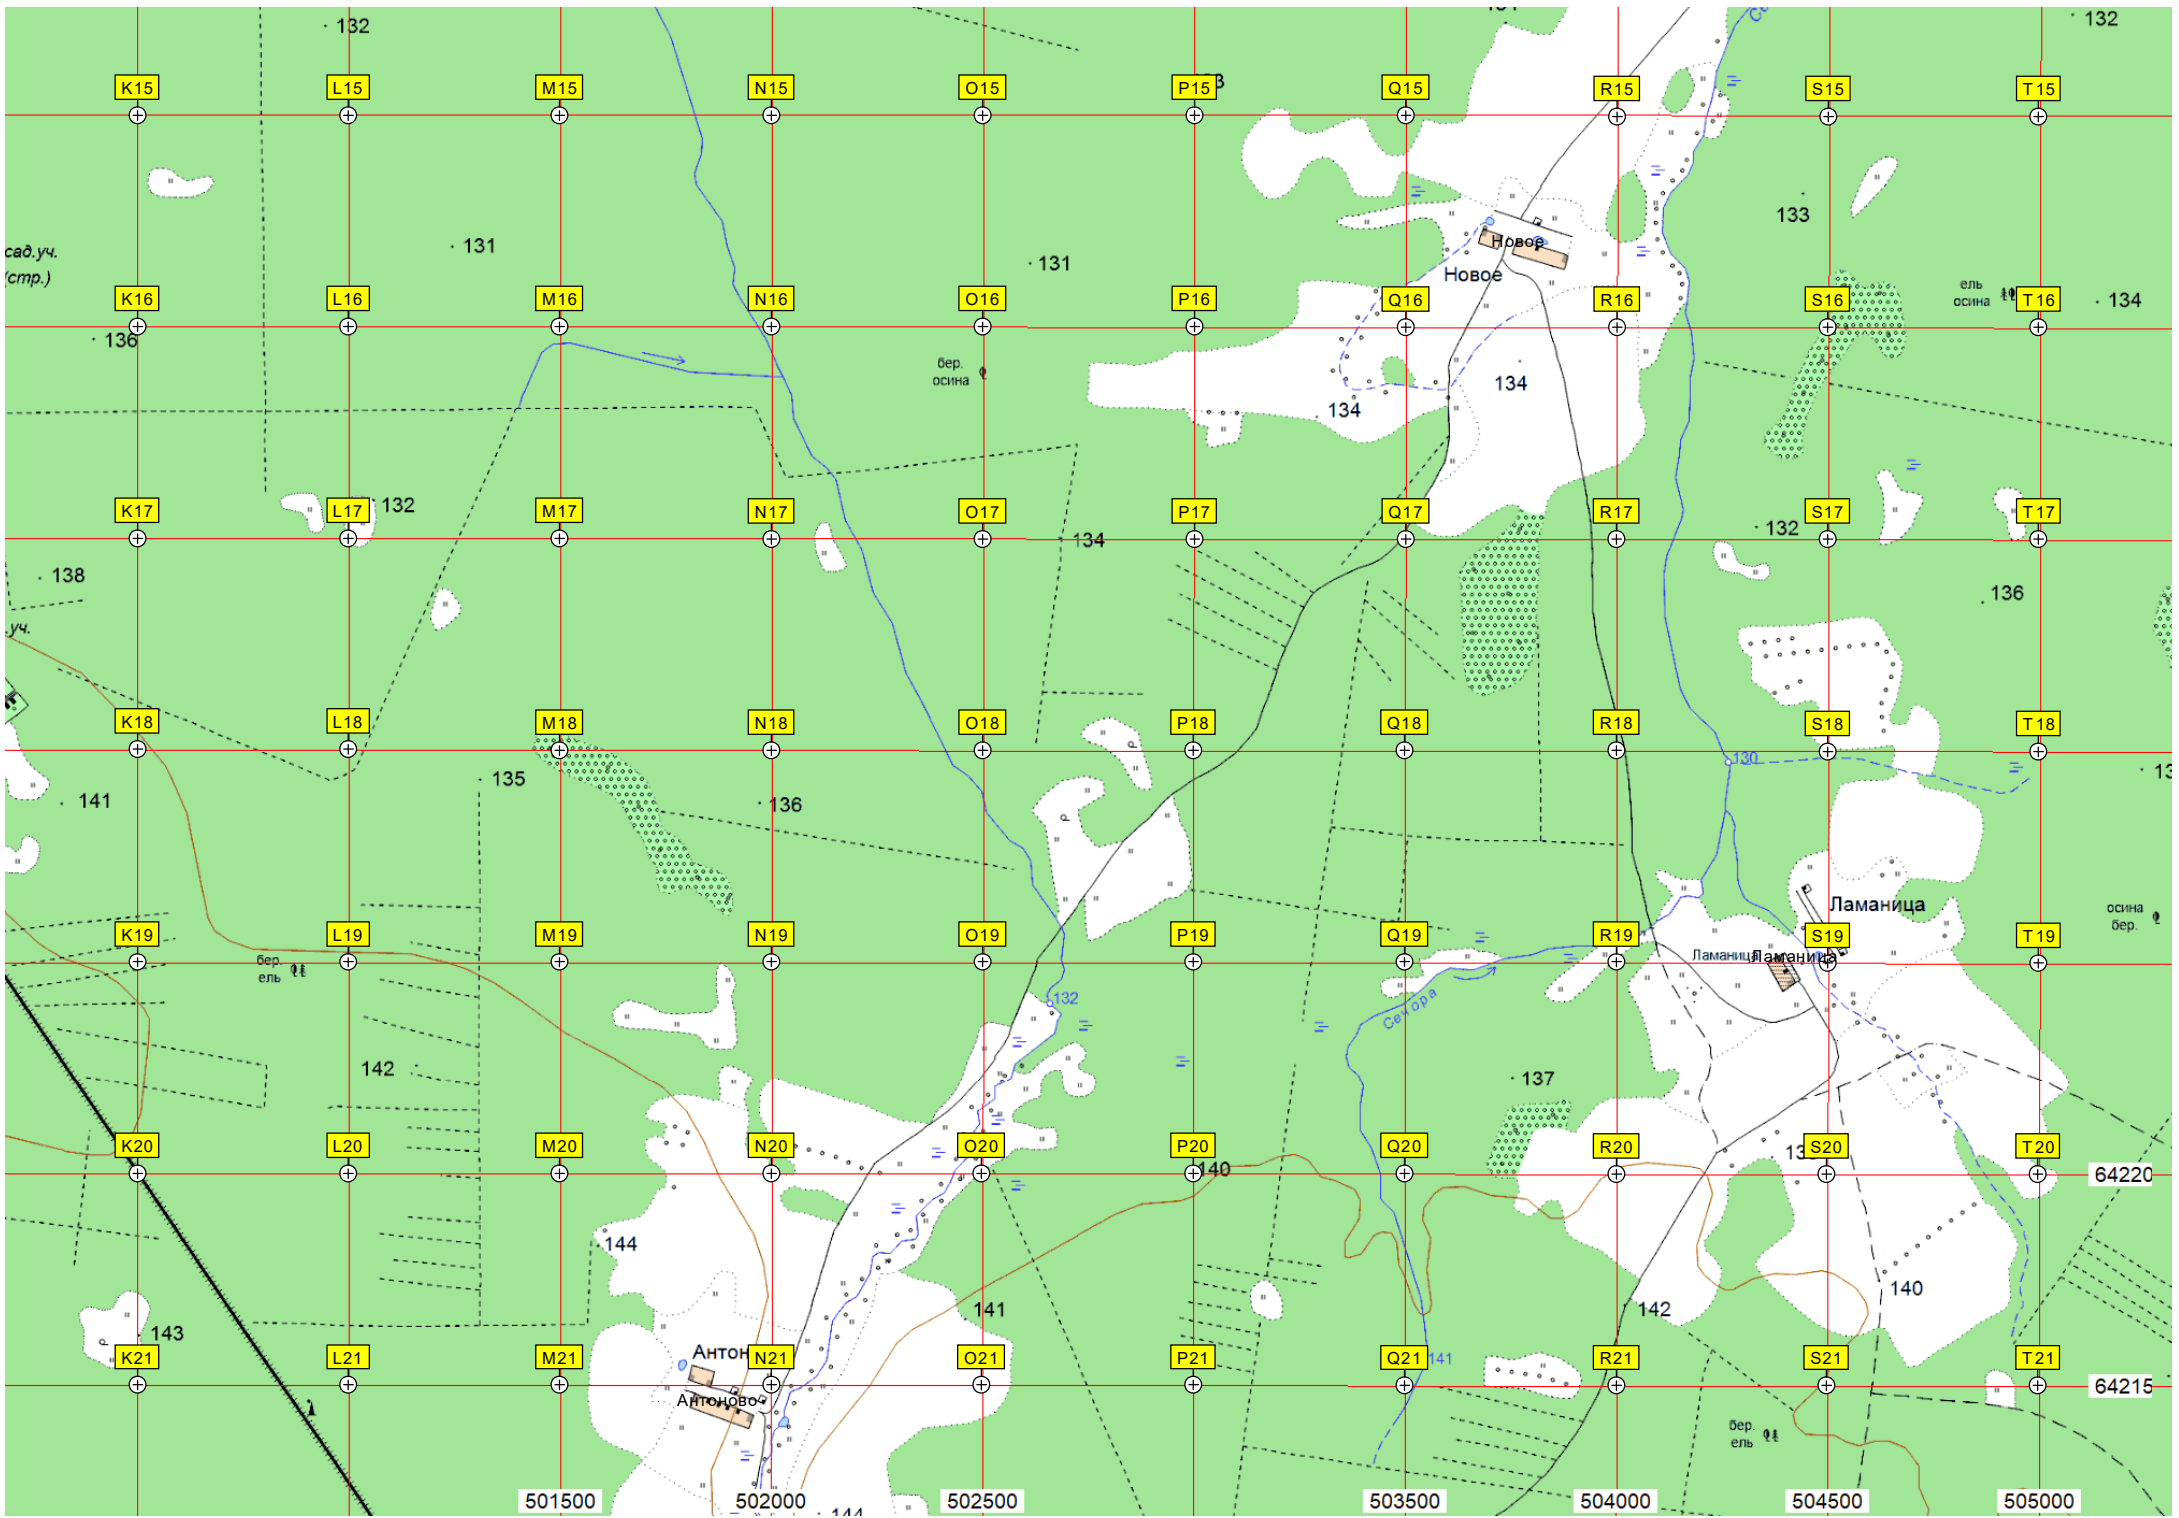 132
132
K15 L15 M15 N15 O15 P15 Q15 R15 S15 T15
133
131
131
сад.уч.
(стр.)
Новое
Новое
ель
осина
134
K16 L16 M16 N16 O16 P16 Q16 R16 S16 T16
136
бер.
осина
134
134
132
132
K17 L17 M17 N17 O17 P17 Q17 R17 S17 T17
134
138
136
.уч.
K18 L18 M18 N18 O18 P18 Q18 R18 S18 T18
130
135
136
141
Ламаница
осина
бер.
K19 L19 M19 N19 O19 P19 Q19 R19 S19 T19
Ламаница
Ламаница
бер.
ель
132
Сечора
142
137
K20 L20 M20 N20 O20 P20 Q20 R20 S20 T20
140
64220
144
140
141
142
143
Антоново
K21 L21 M21 N21 O21 P21 Q21 R21 S21 T21
141
64215
бер.
ель
501500 502000 502500 503500 504000 504500 505000
144